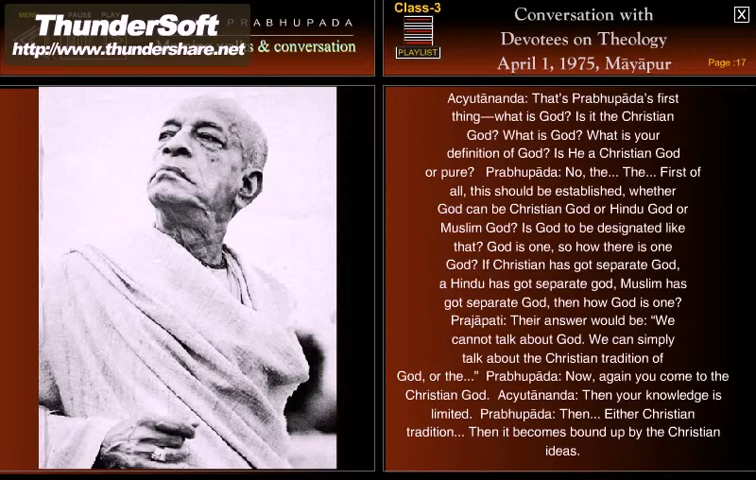 MENU PAUSE PLAY
PRABHUPADA
ThunderSoft
http://www.thundershare.net
& conversation
Class-3
PLAYLIST
Conversation with
Devotees on Theology
April 1, 1975, Māyāpur
X
Page :17
Acyutānanda: That's Prabhupāda's first
thing—what is God? Is it the Christian
God? What is God? What is your
definition of God? Is He a Christian God
or pure? Prabhupāda: No, the... The... First of
all, this should be established, whether
God can be Christian God or Hindu God or
Muslim God? Is God to be designated like
that? God is one, so how there is one
God? If Christian has got separate God,
a Hindu has got separate god, Muslim has
got separate God, then how God is one?
Prajāpati: Their answer would be: “We
cannot talk about God. We can simply
talk about the Christian tradition of
God, or the...” Prabhupāda: Now, again you come to the
Christian God. Acyutānanda: Then your knowledge is
limited. Prabhupāda: Then... Either Christian
tradition... Then it becomes bound up by the Christian
ideas.